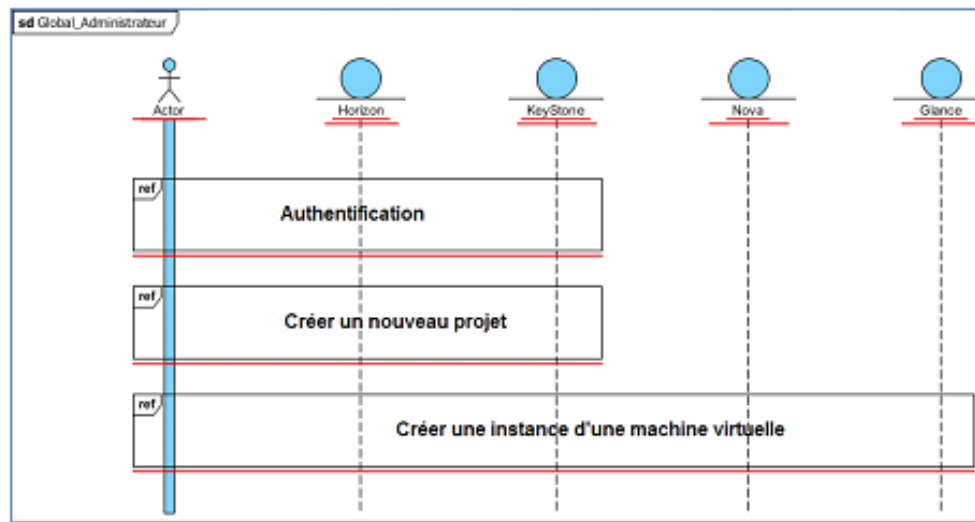 sd Global_Administrateur
Actor
Horizon
KeyStone
Nova
Glance
ref
Authentification
ref
Créer un nouveau projet
ref
Créer une instance d'une machine virtuelle